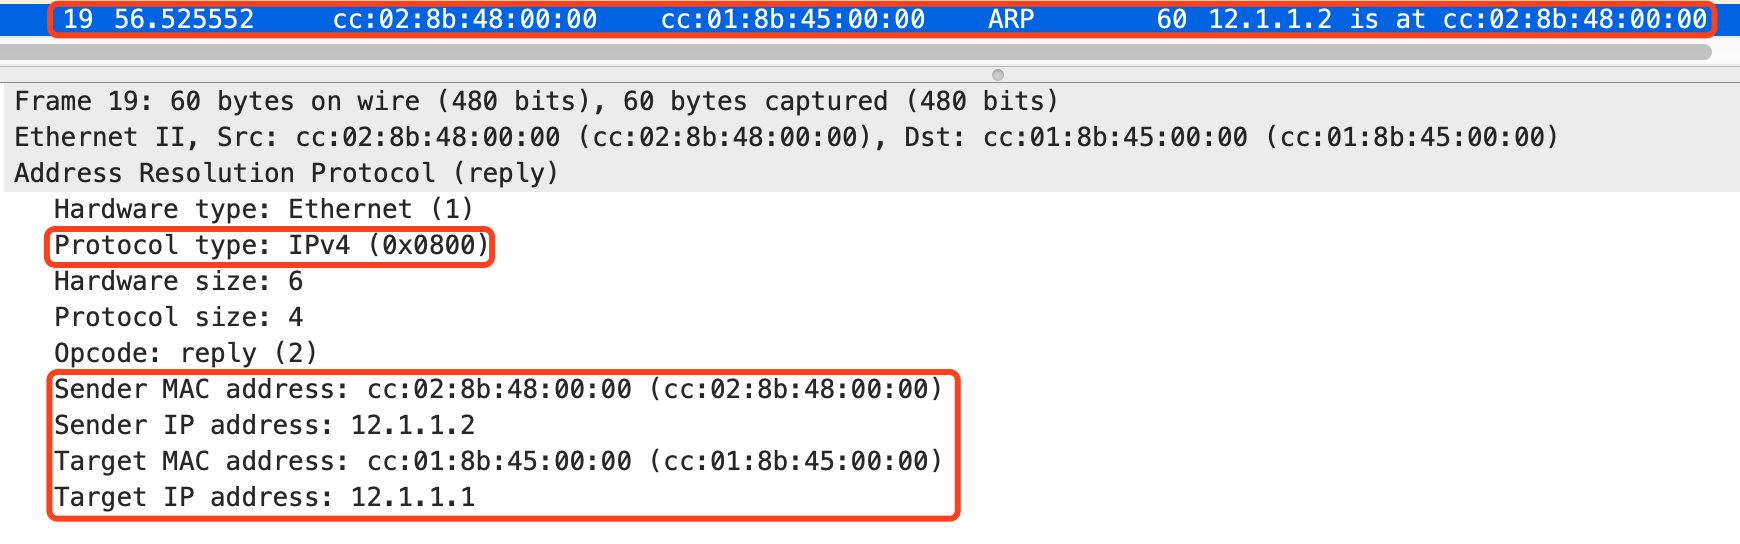 19 56.525552 cc:02:8b:48:00:00 cc:01:8b:45:00:00 ARP 60 12.1.1.2 is at cc:02:8b:48:00:00
Frame 19: 60 bytes on wire (480 bits), 60 bytes captured (480 bits)
Ethernet II, Src: cc:02:8b:48:00:00 (cc:02:8b:48:00:00), Dst: cc:01:8b:45:00:00 (cc:01:8b:45:00:00)
Address Resolution Protocol (reply)
Hardware type: Ethernet (1)
Protocol type: IPv4 (0x0800)
Hardware size: 6
Protocol size: 4
Opcode: reply (2)
Sender MAC address: cc:02:8b:48:00:00 (cc:02:8b:48:00:00)
Sender IP address: 12.1.1.2
Target MAC address: cc:01:8b:45:00:00 (cc:01:8b:45:00:00)
Target IP address: 12.1.1.1